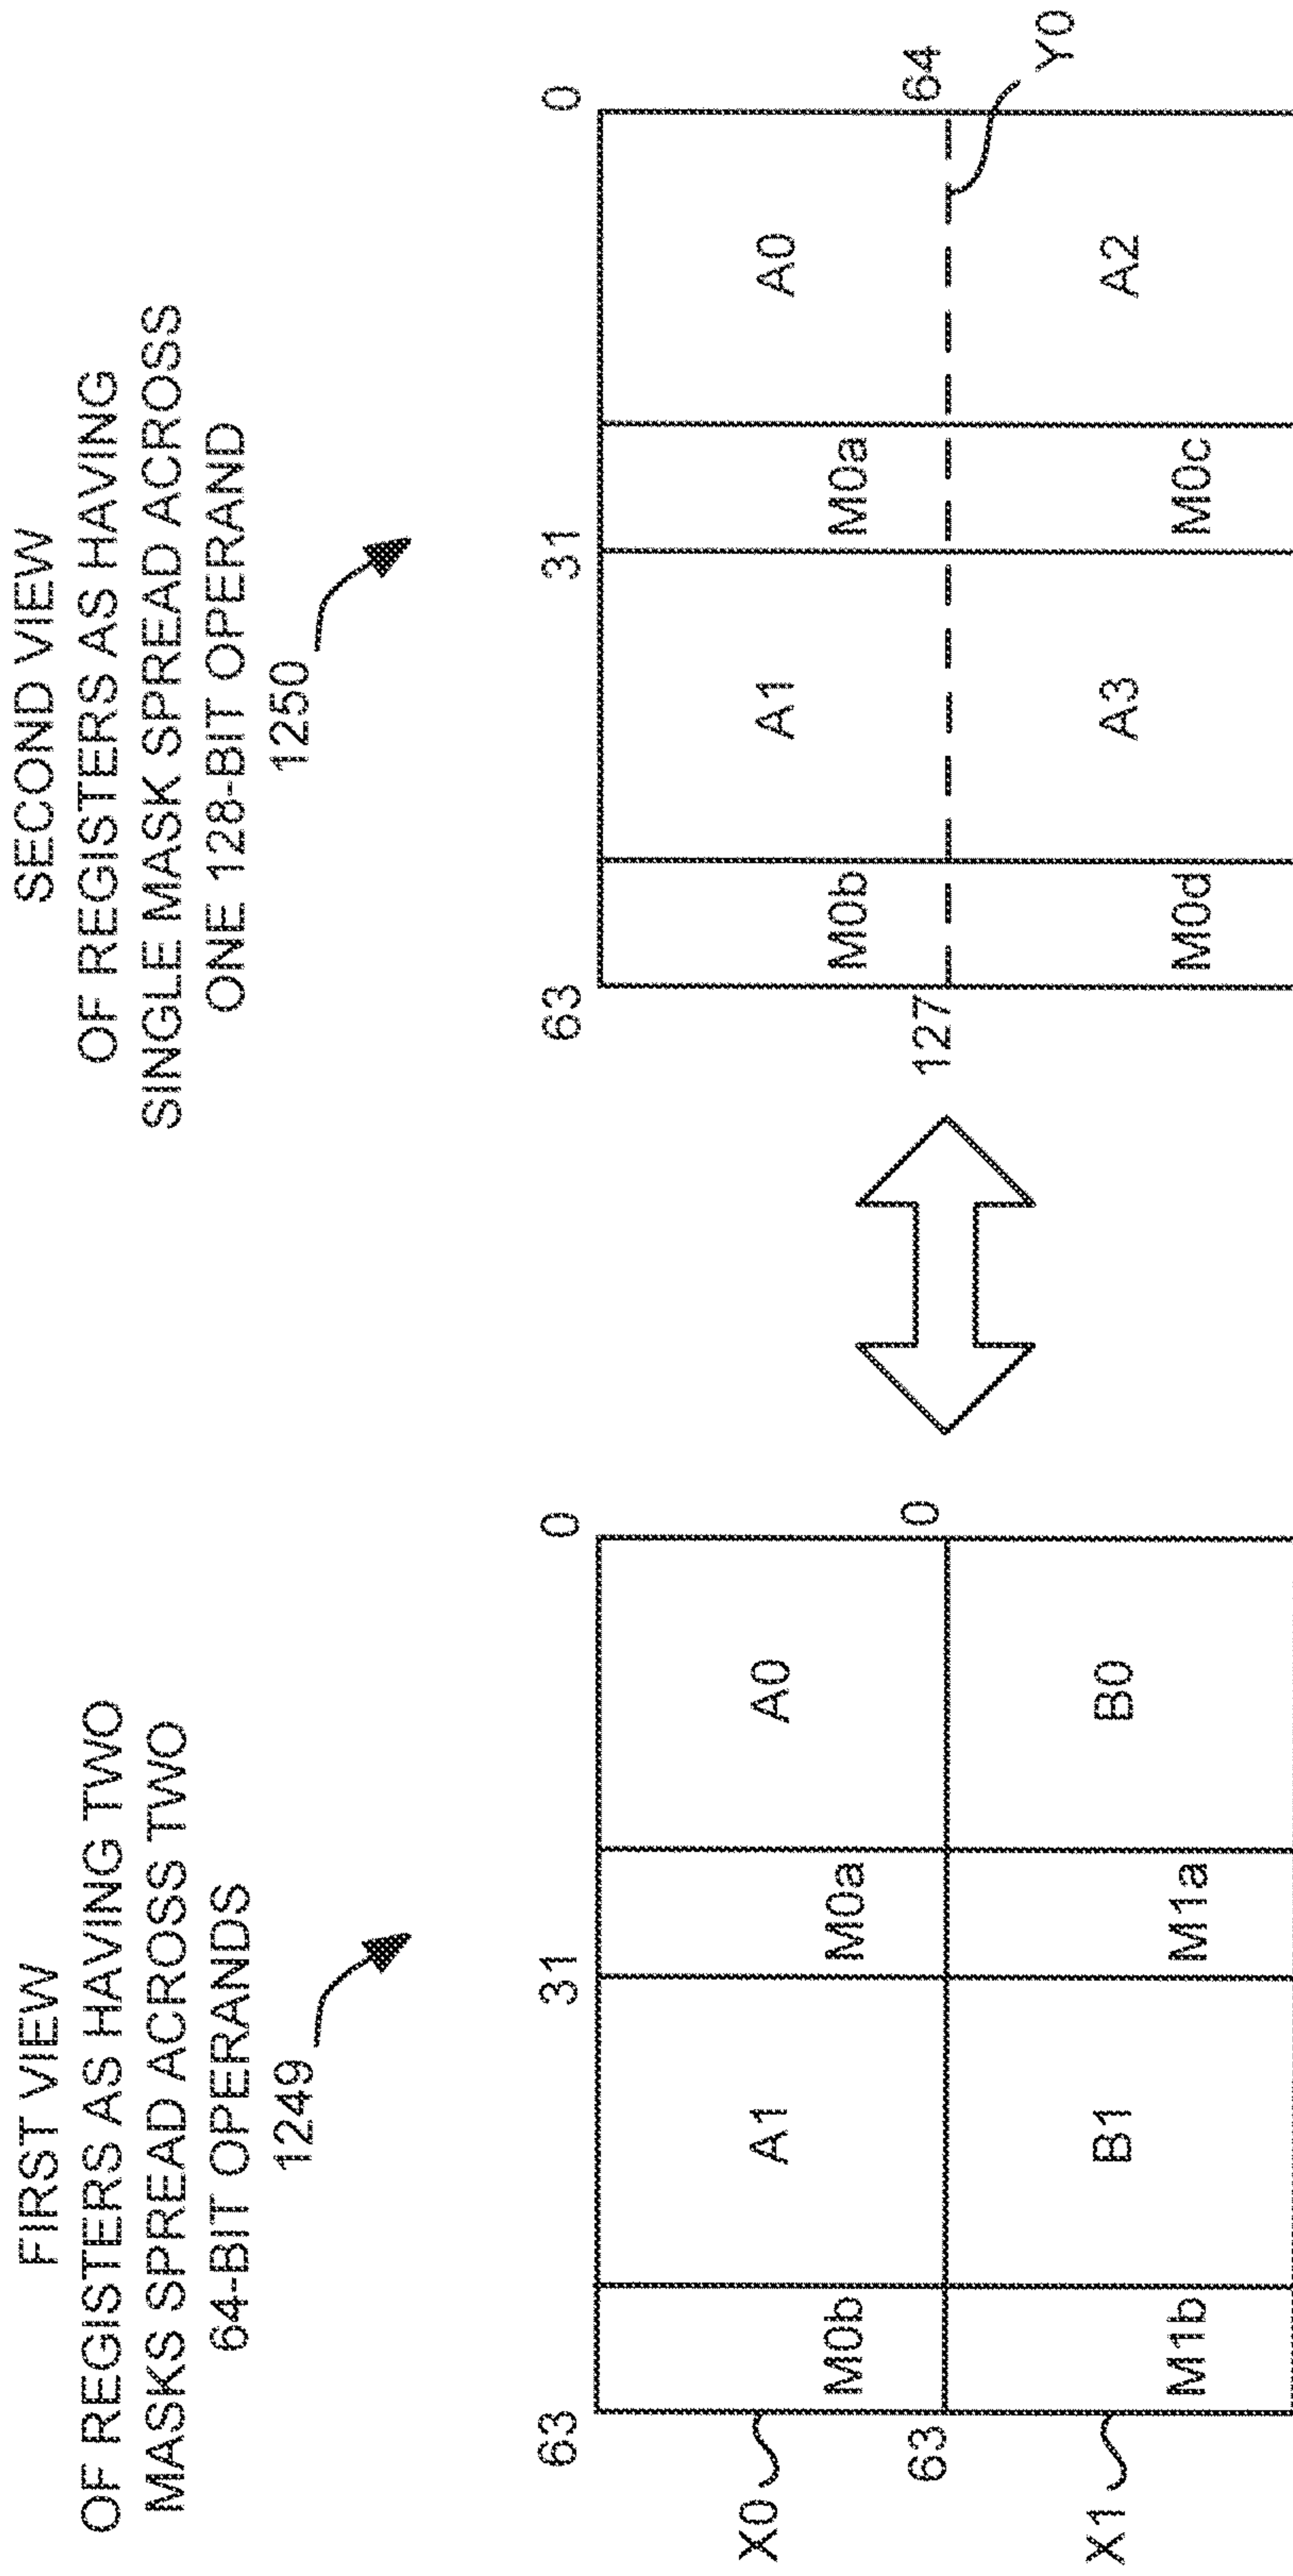 FIRST VIEW
OF REGISTERS AS HAVING TWO
MASKS SPREAD ACROSS TWO
64-BIT OPERANDS
1249
63
31
0
X0
M0b
A1
M0a
A0
63
0
X1
M1b
B1
M1a
B0
SECOND VIEW
OF REGISTERS AS HAVING
SINGLE MASK SPREAD ACROSS
ONE 128-BIT OPERAND
1250
63
31
0
M0b
A1
M0a
A0
127
64
M0d
A3
M0c
A2
Y0